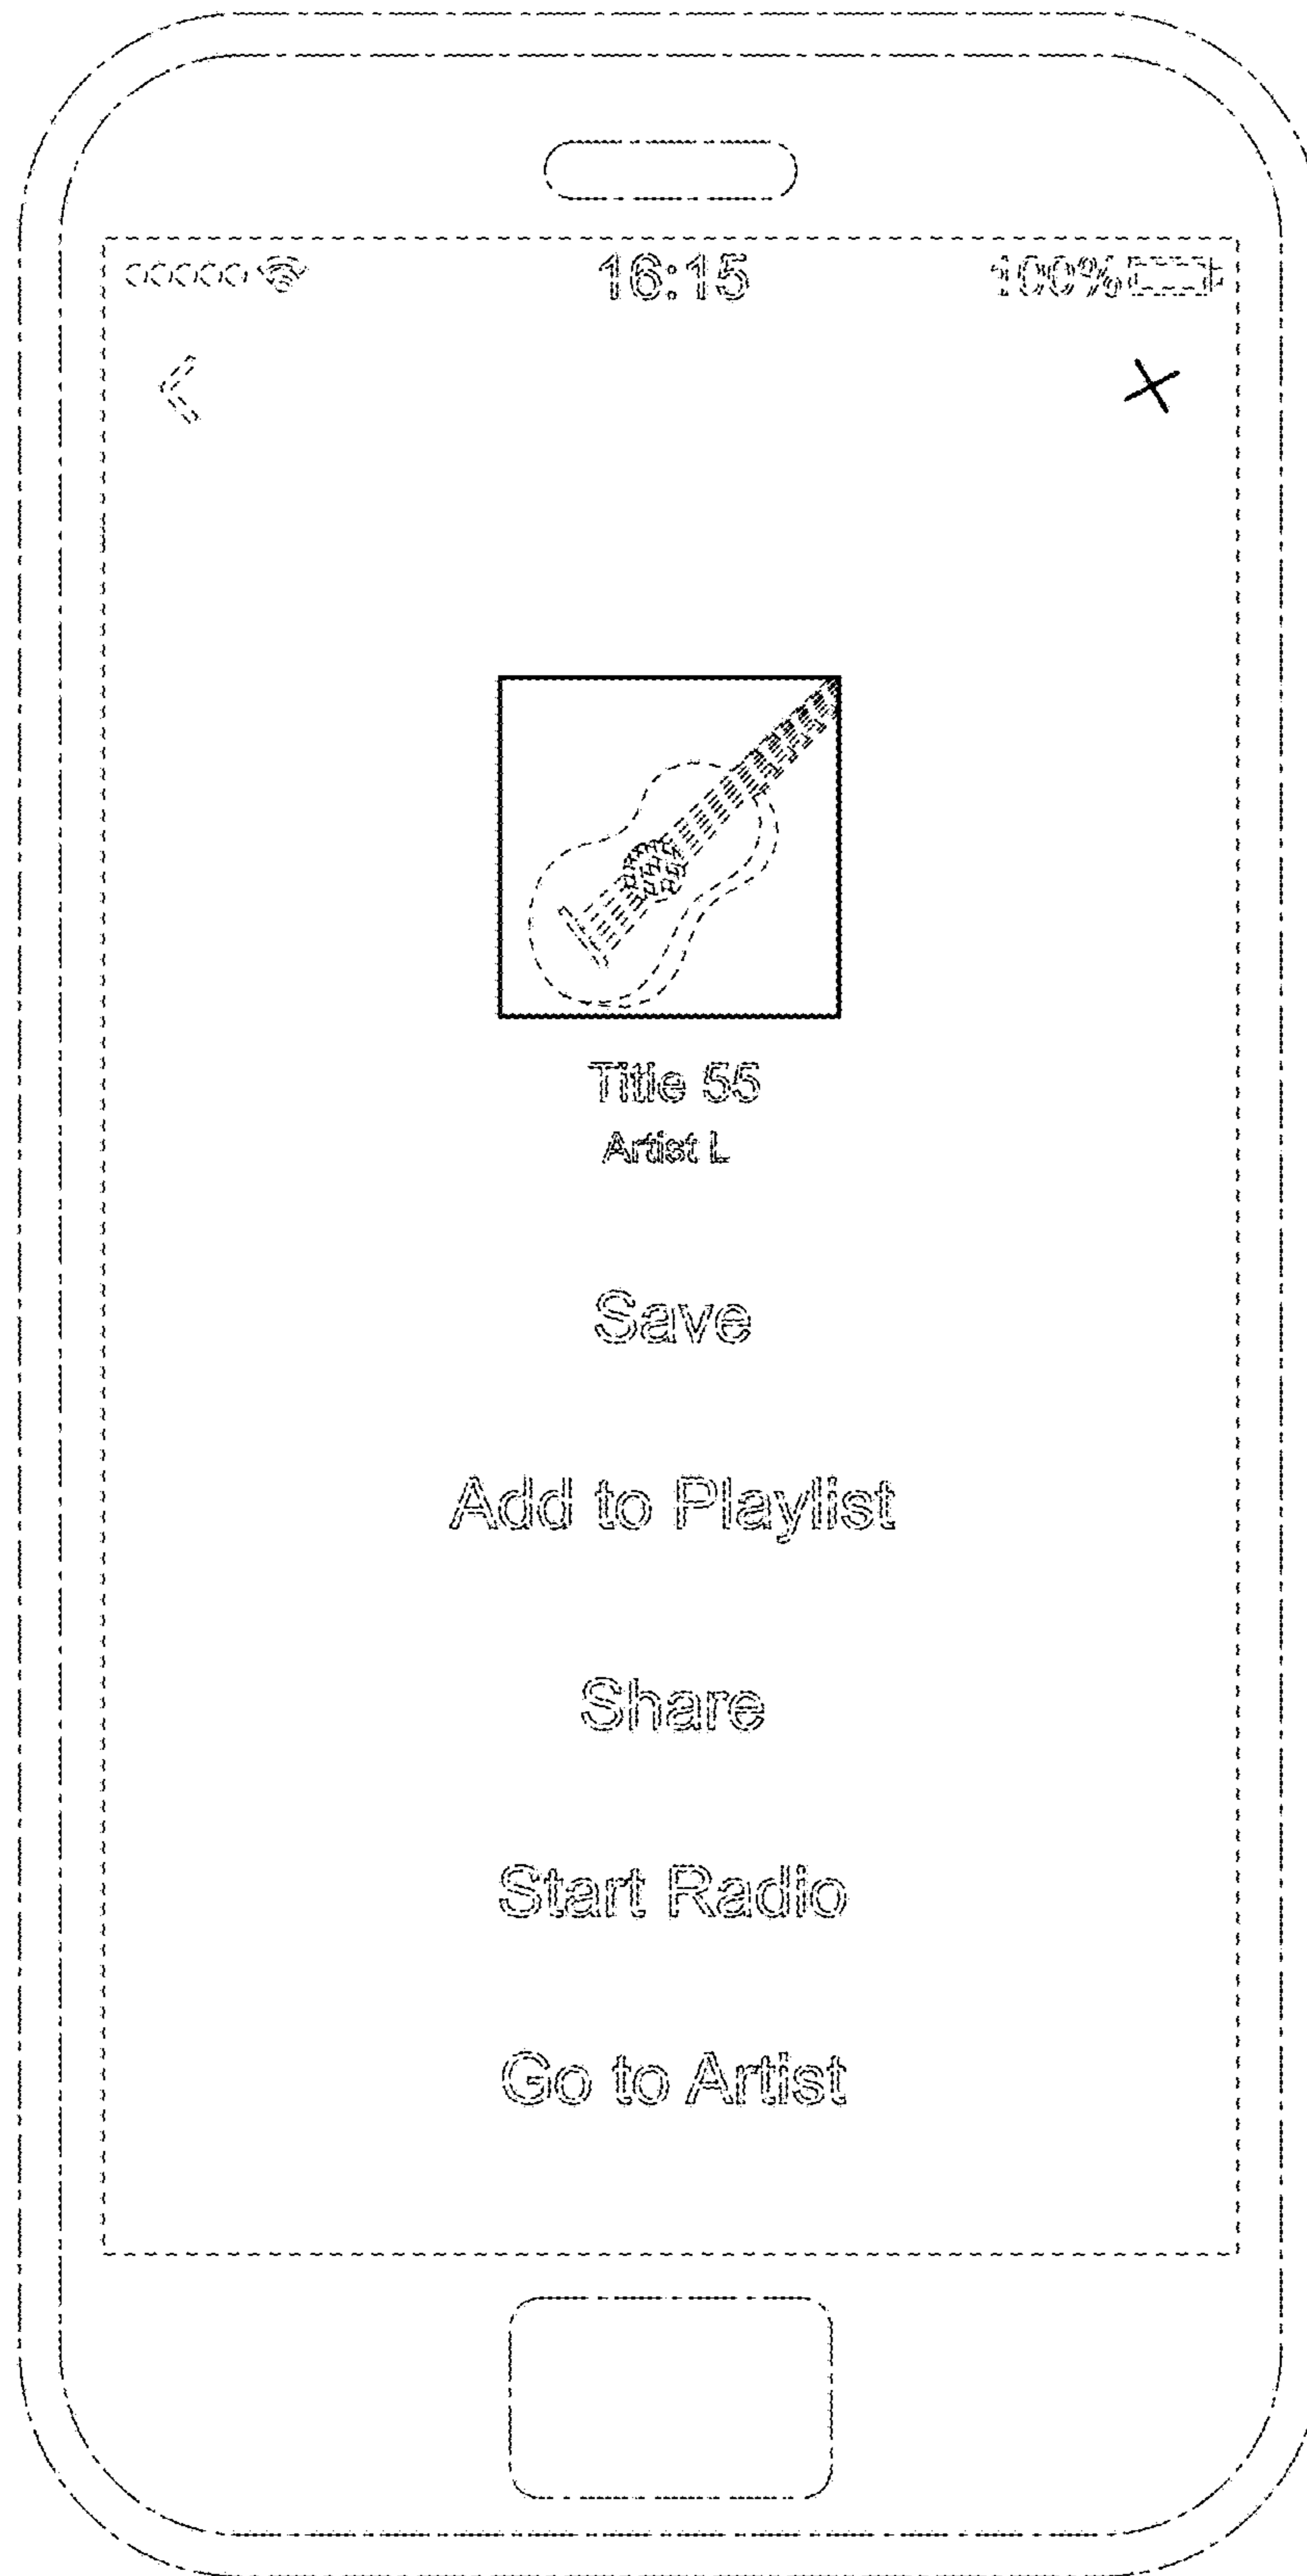 16:15 100%
Title 55
Artist L
Save
Add to Playlist
Share
Start Radio
Go to Artist